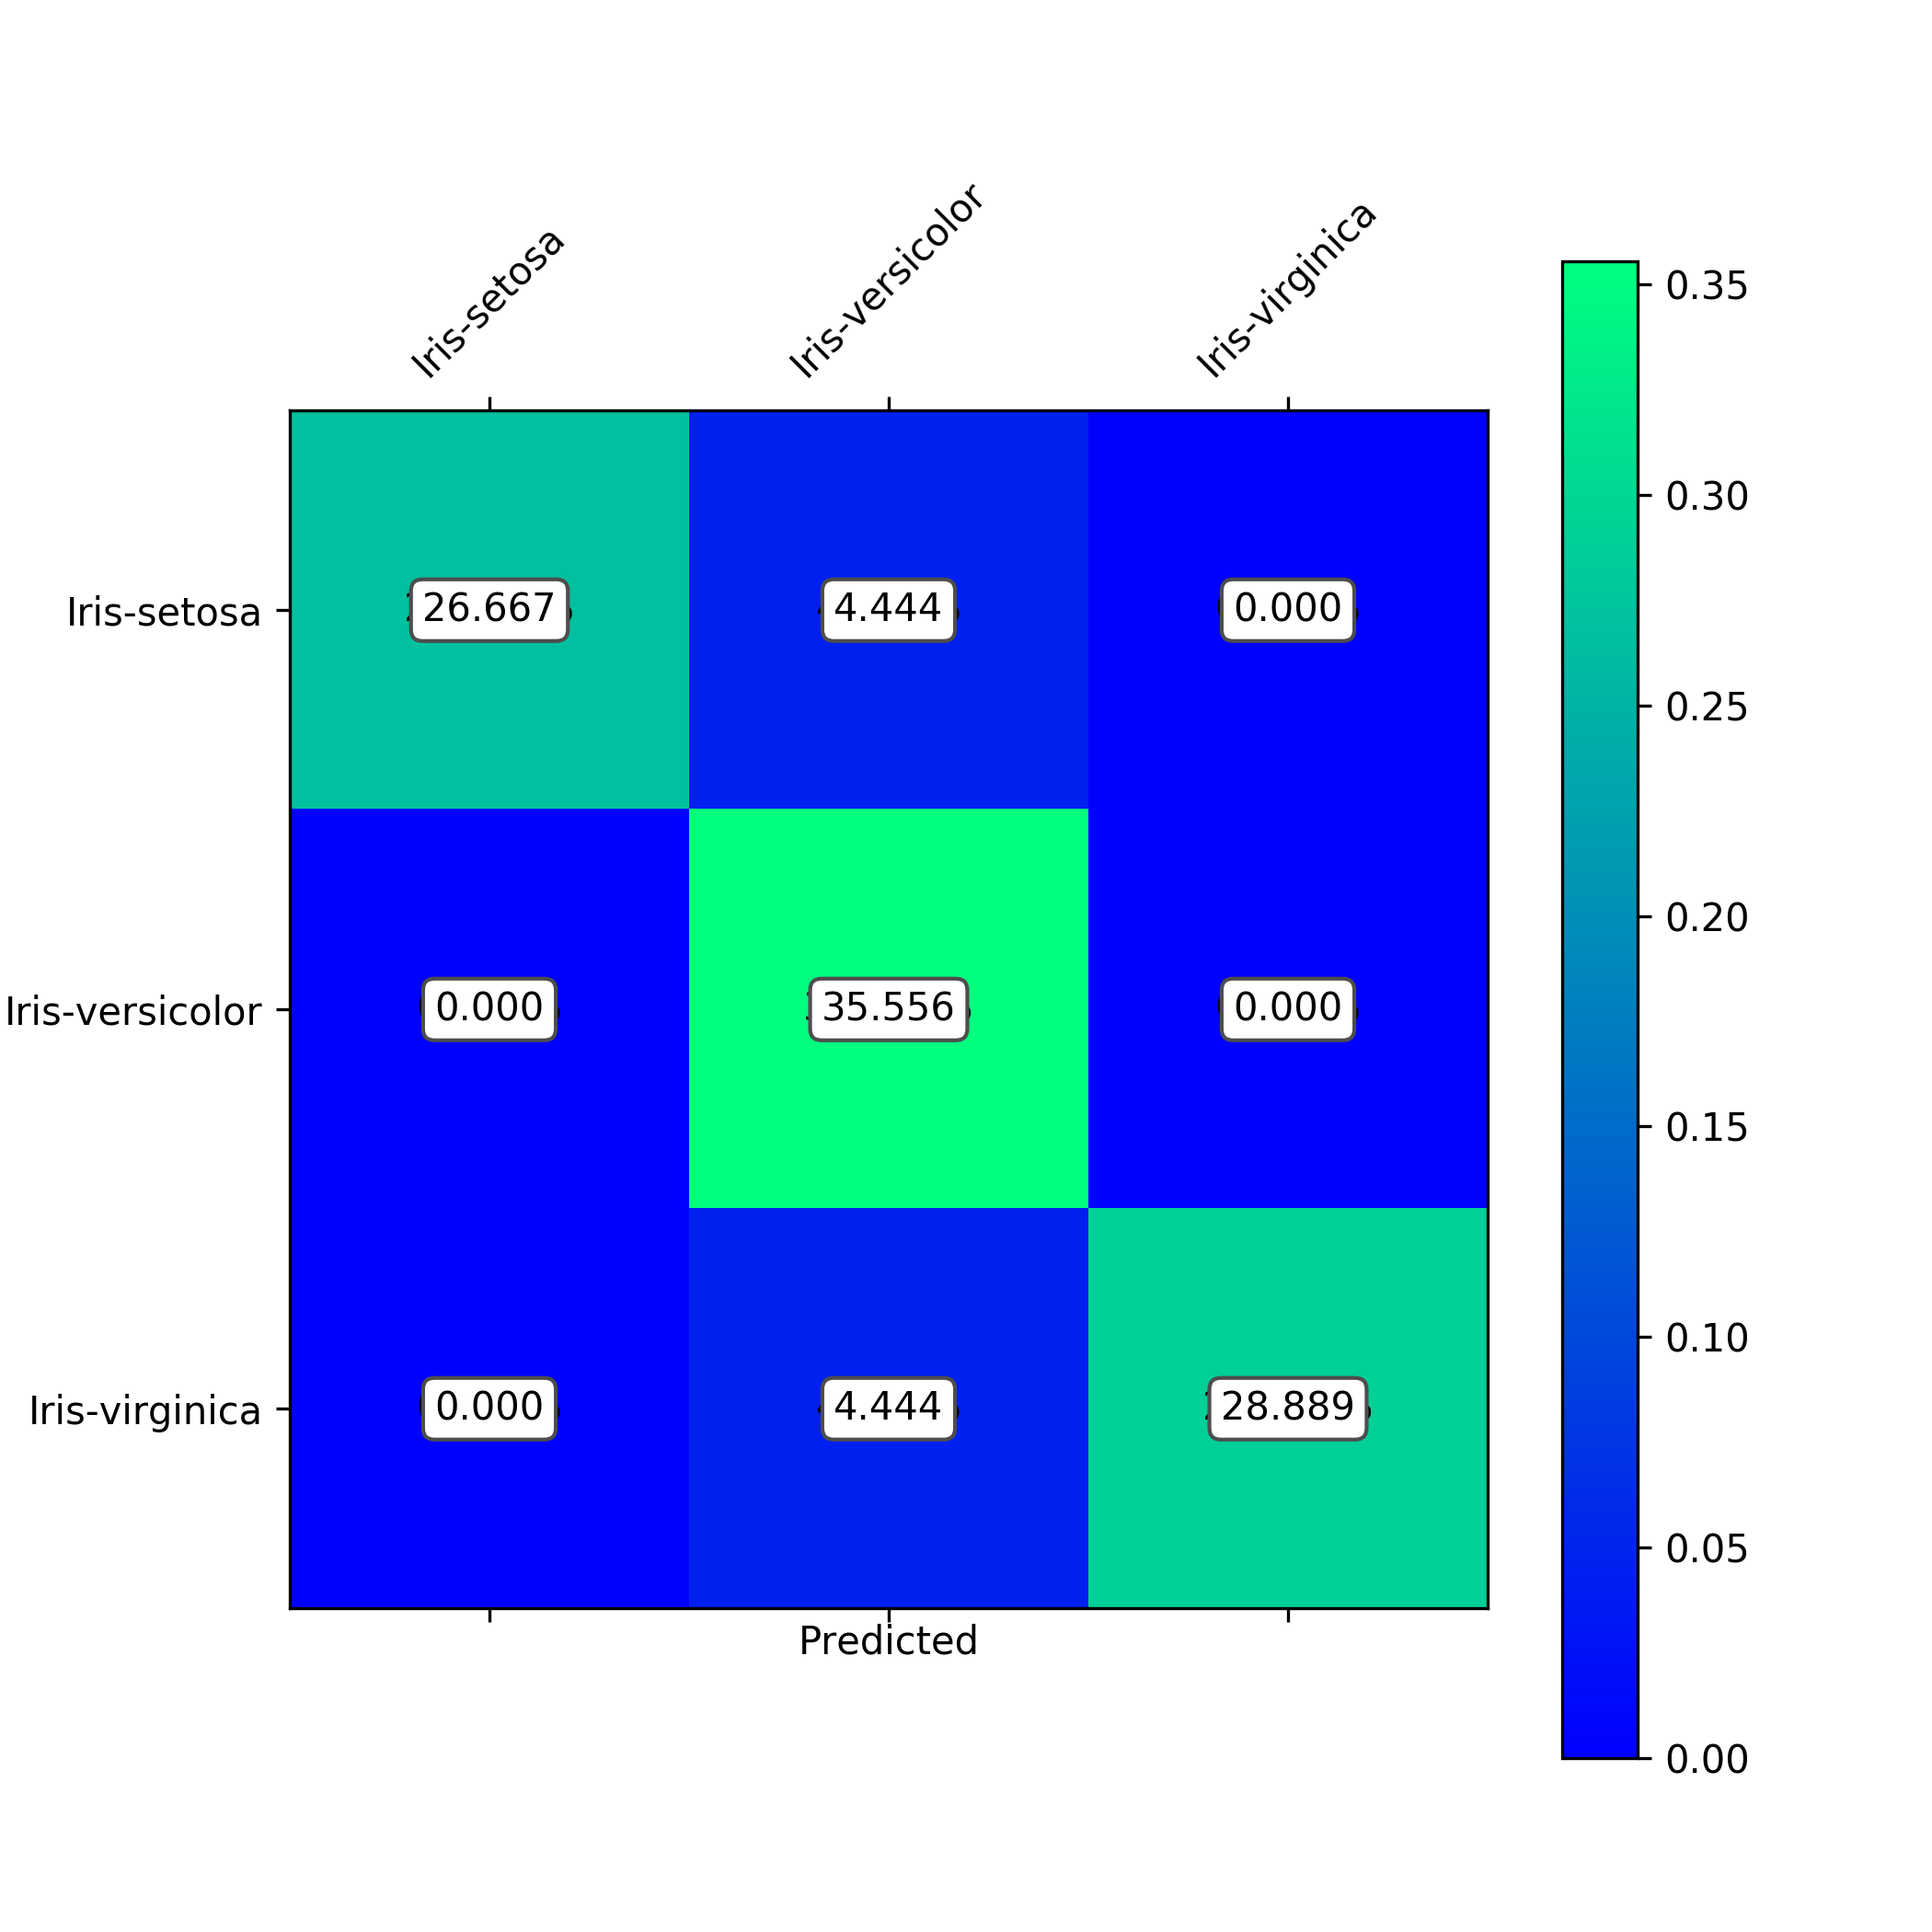 Iris-setosa
Iris-versicolor
Iris-virginica
Iris-setosa 26.667 4.444 0.000
Iris-versicolor 0.000 35.556 0.000
Iris-virginica 0.000 4.444 28.889
Predicted
0.35
0.30
0.25
0.20
0.15
0.10
0.05
0.00